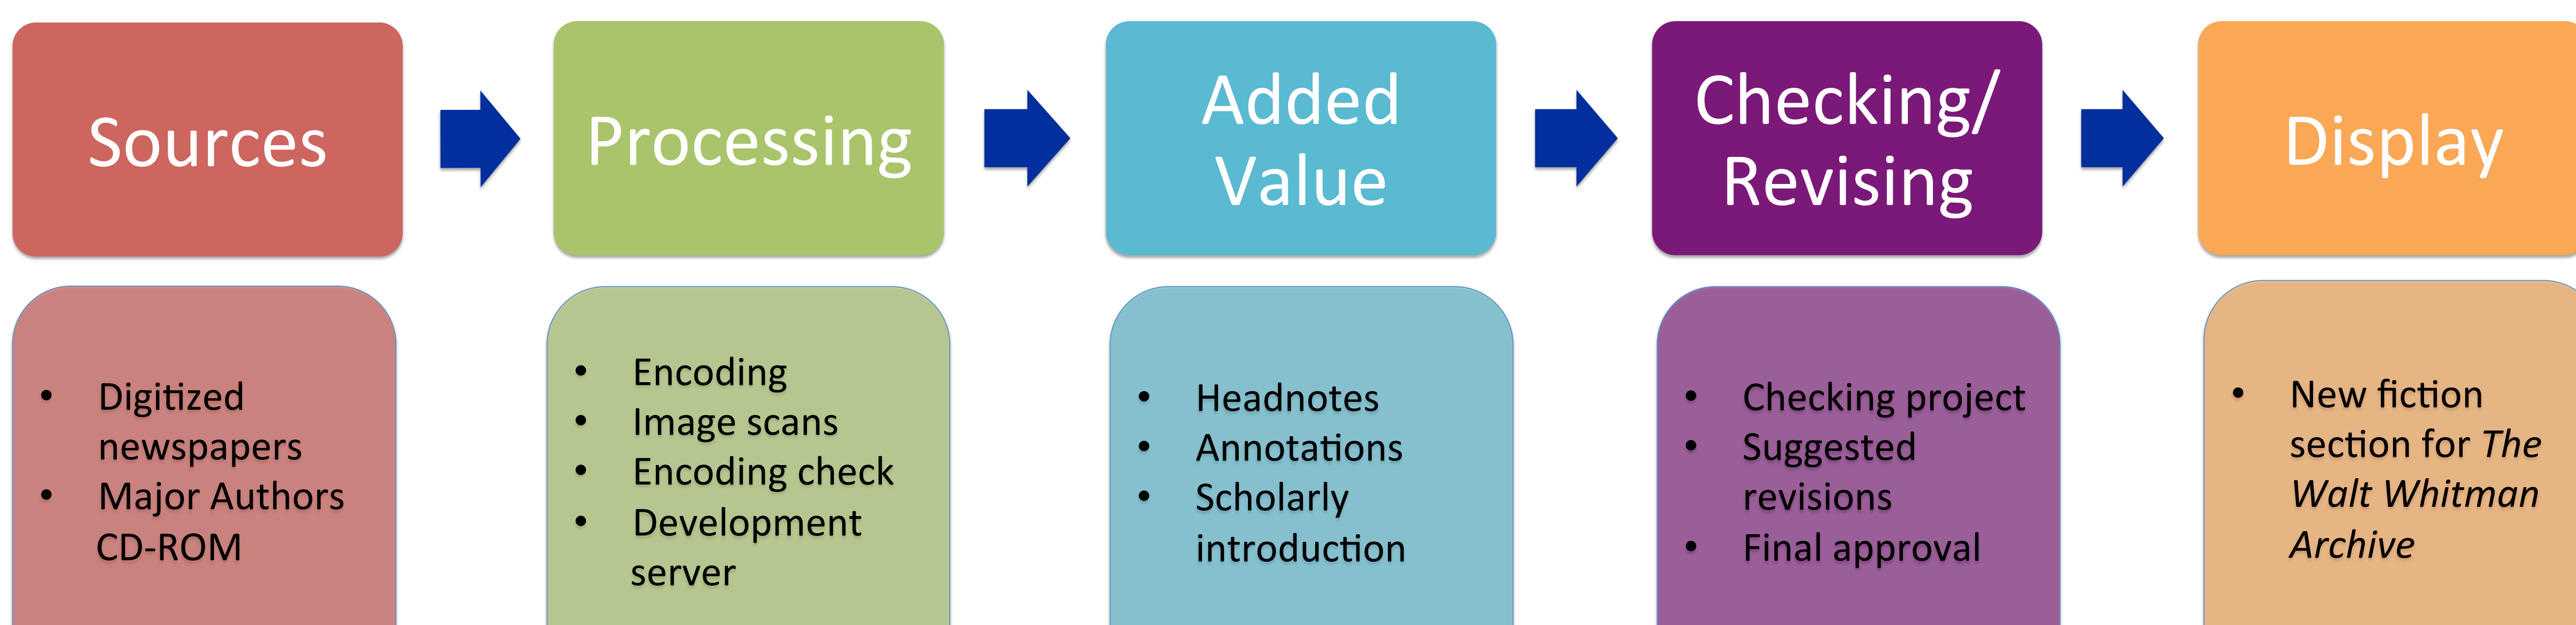 Sources
Processing
Added
Value
Checking/
Revising
Display
• Digitized
newspapers
• Major Authors
CD-ROM
• Encoding
• Image scans
• Encoding check
• Development
server
• Headnotes
• Annotations
• Scholarly
introduction
• Checking project
• Suggested
revisions
• Final approval
• New fiction
section for The
Walt Whitman
Archive